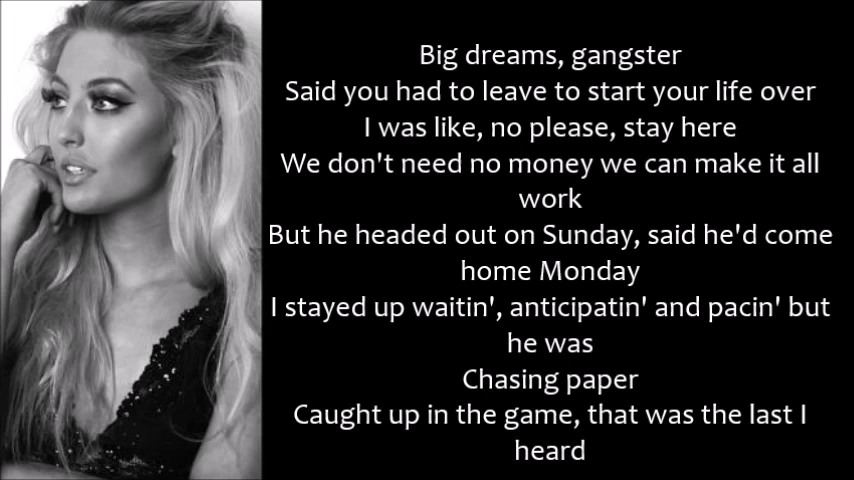 Big dreams, gangster
Said you had to leave to start your life over
I was like, no please, stay here
We don't need no money we can make it all
work
But he headed out on Sunday, said he'd come
home Monday
I stayed up waitin', anticipatin' and pacin' but
he was
Chasing paper
Caught up in the game, that was the last I
heard